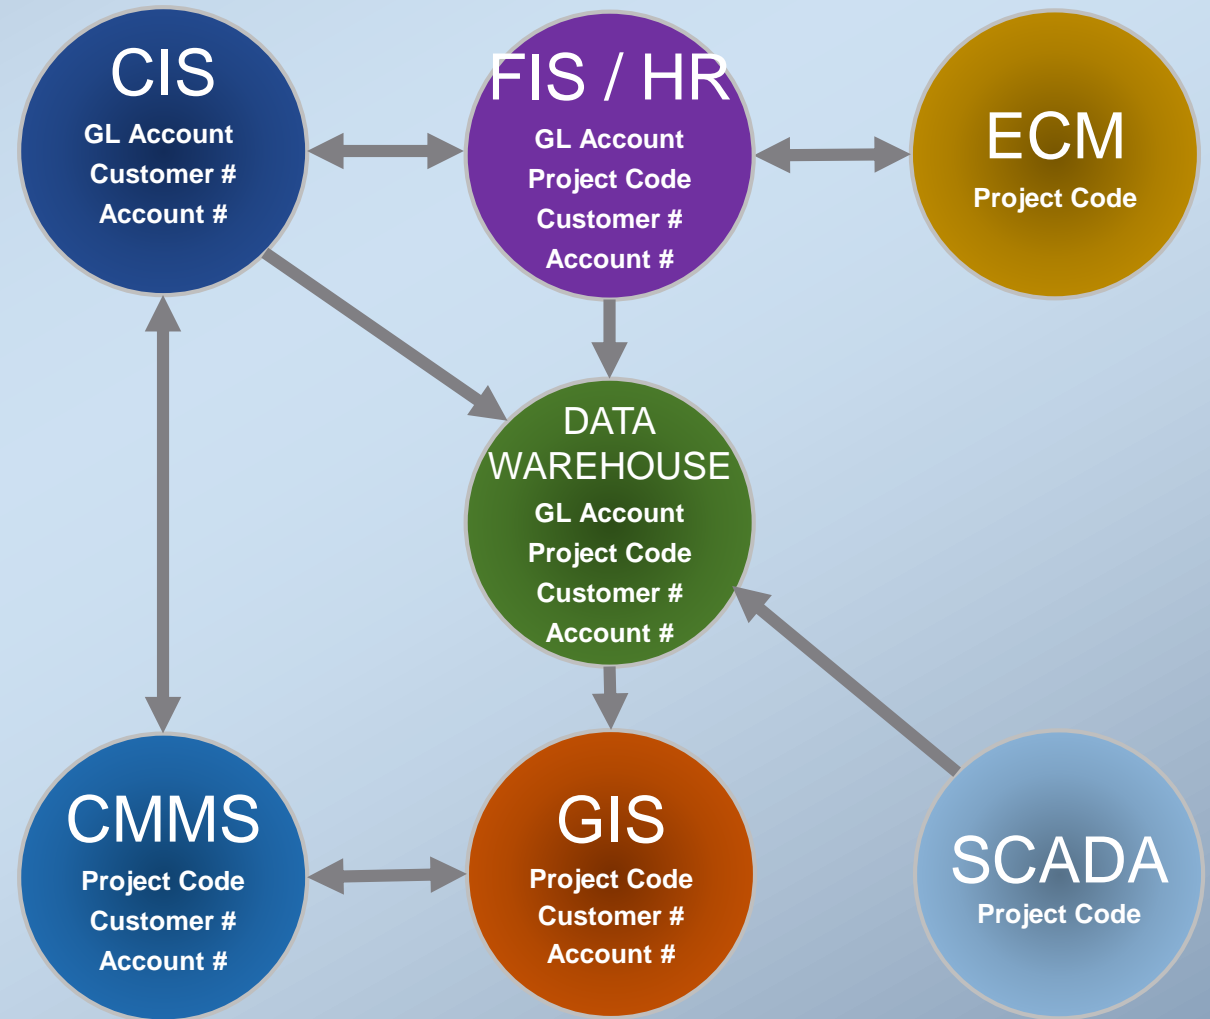 CIS
GL Account
Customer #
Account #
FIS / HR
GL Account
Project Code
Customer #
Account #
ECM
Project Code
DATA
WAREHOUSE
GL Account
Project Code
Customer #
Account #
CMMS
Project Code
Customer #
Account #
GIS
Project Code
Customer #
Account #
SCADA
Project Code